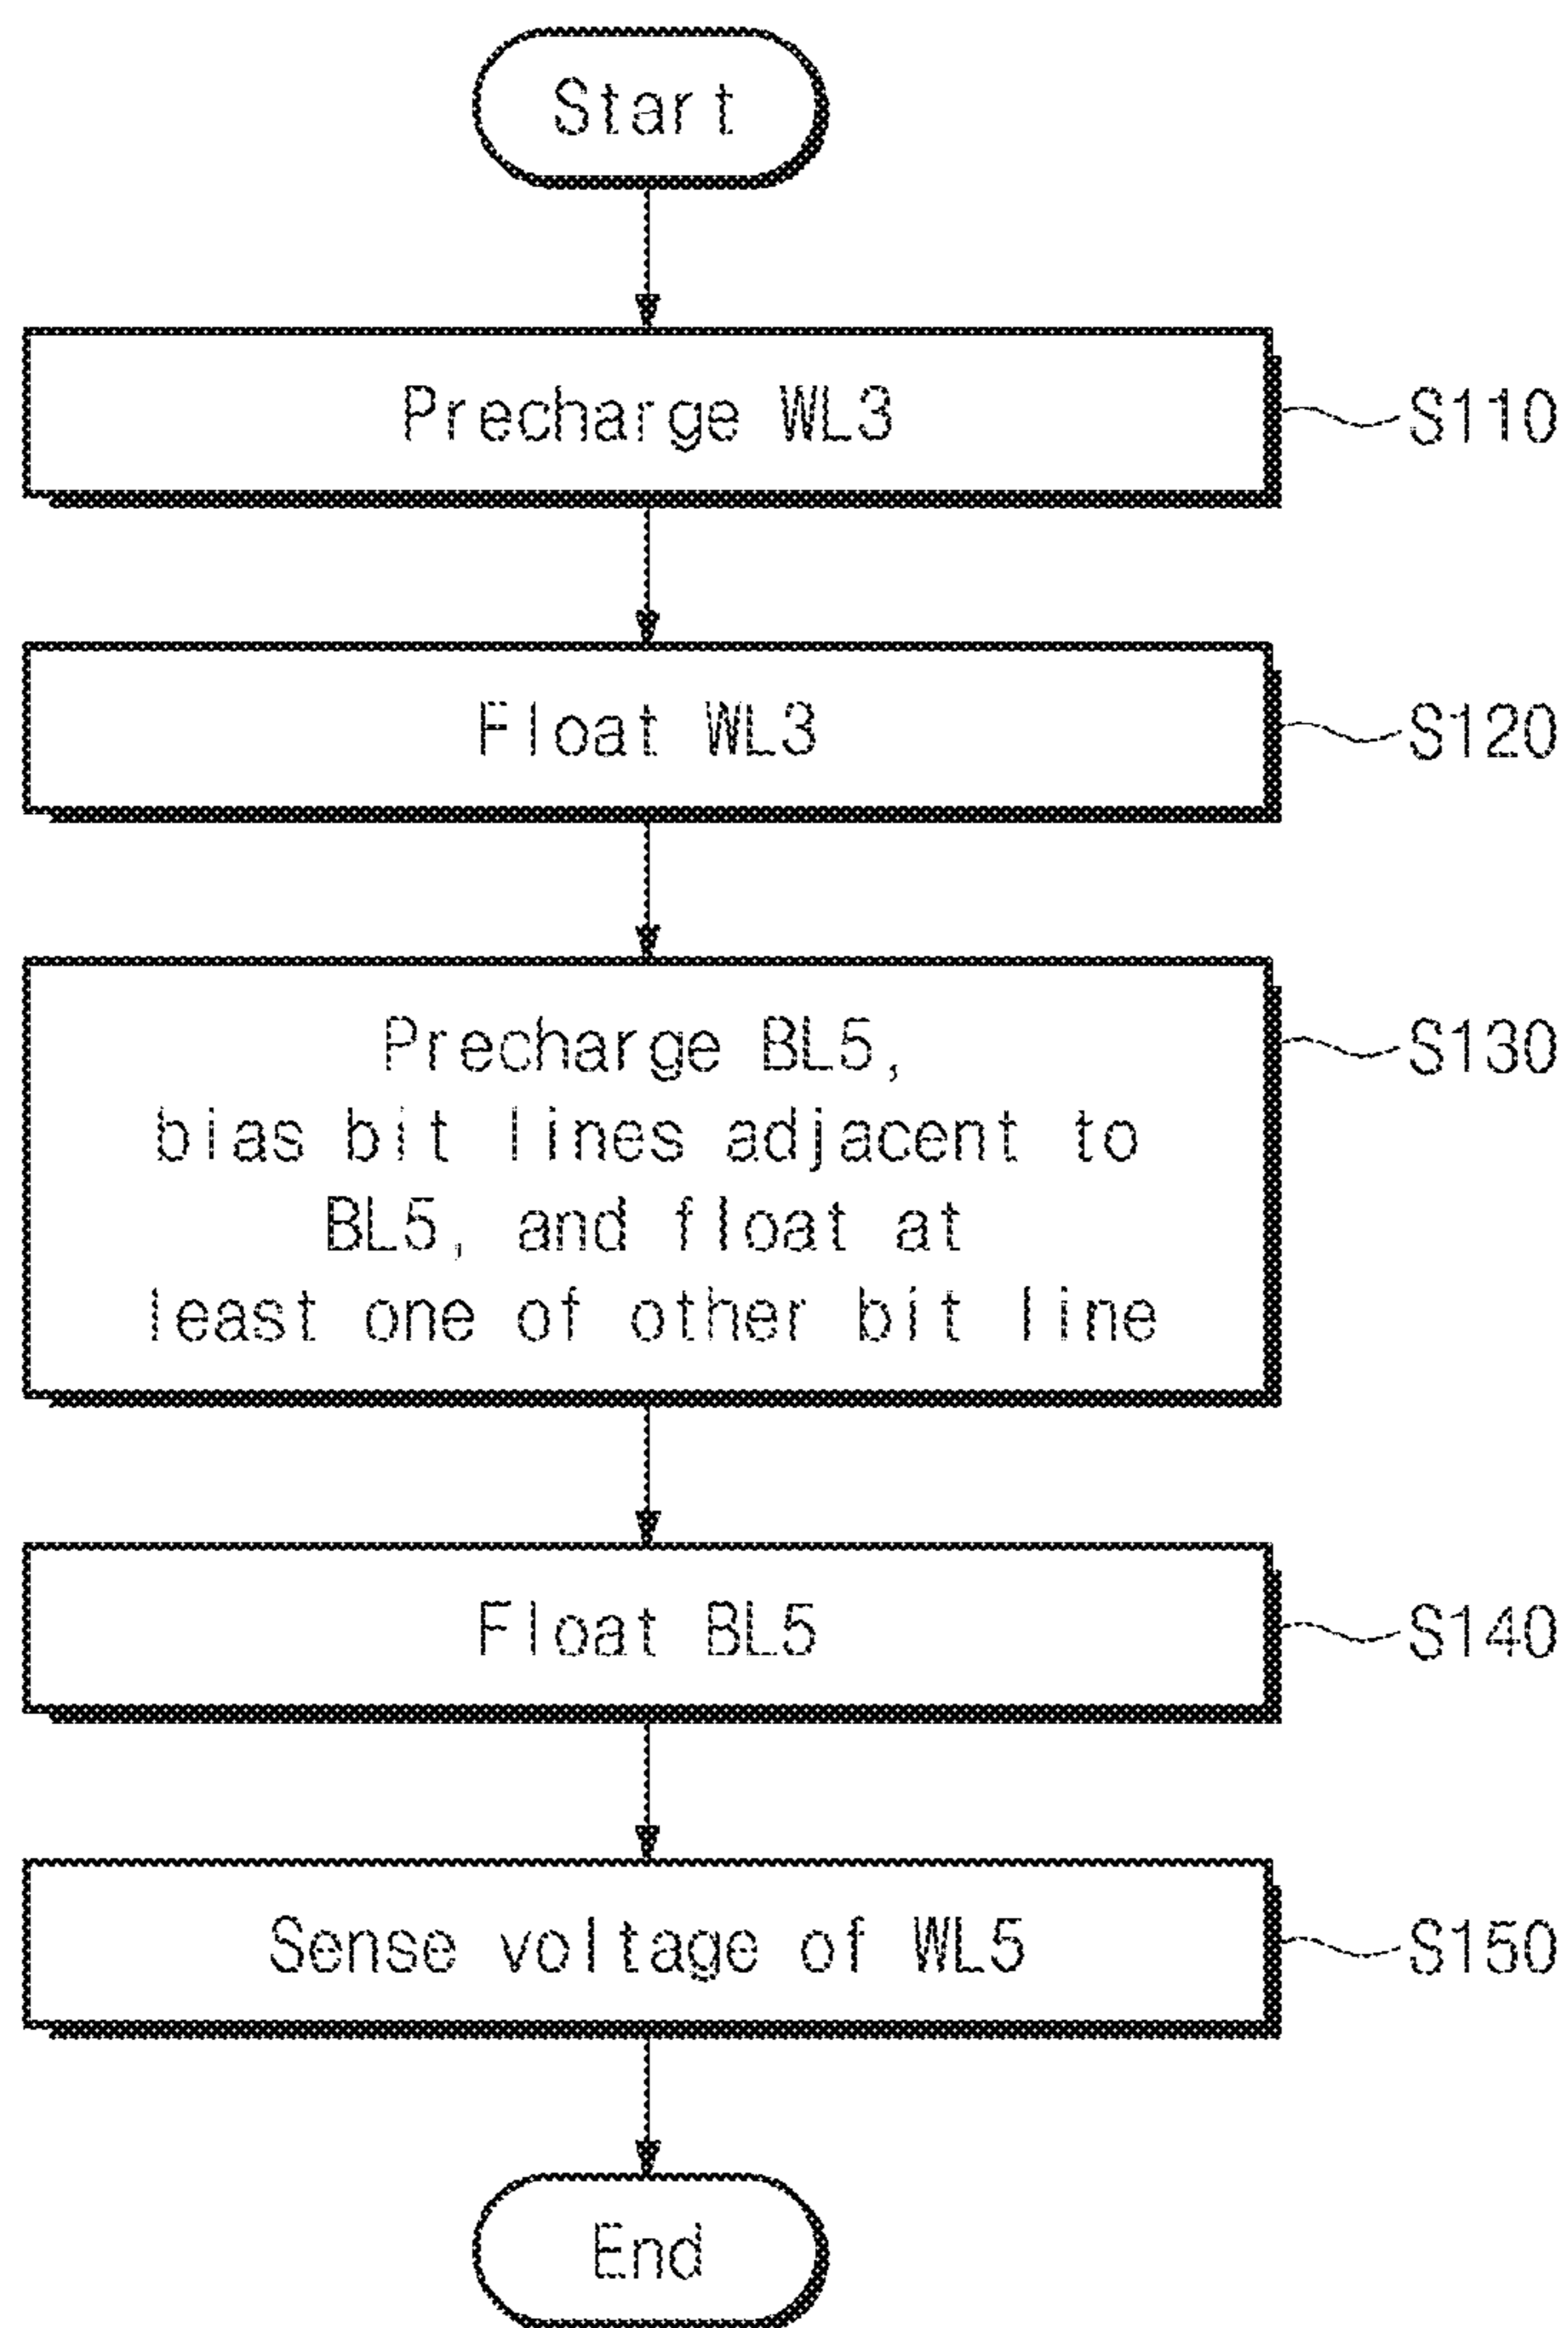 Start
Precharge WL3
S110
Float WL3
S120
Precharge BL5,
bias bit lines adjacent to
BL5, and float at
least one of other bit line
S130
Float BL5
S140
Sense voltage of WL5
S150
End